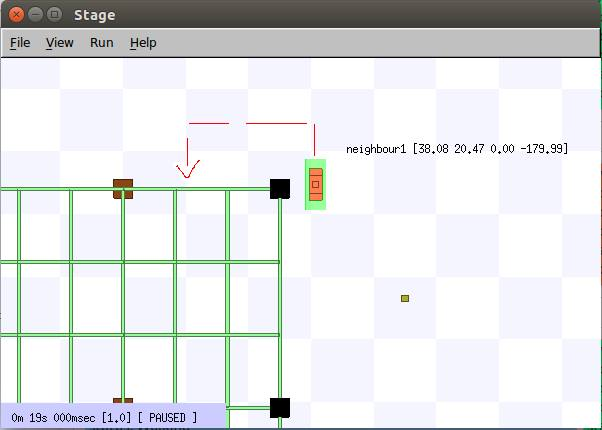 Stage
File View Run Help
neighbour1 [38.08 20.47 0.00 -179.99]
0m 19s 000msec [1.0] [ PAUSED ]